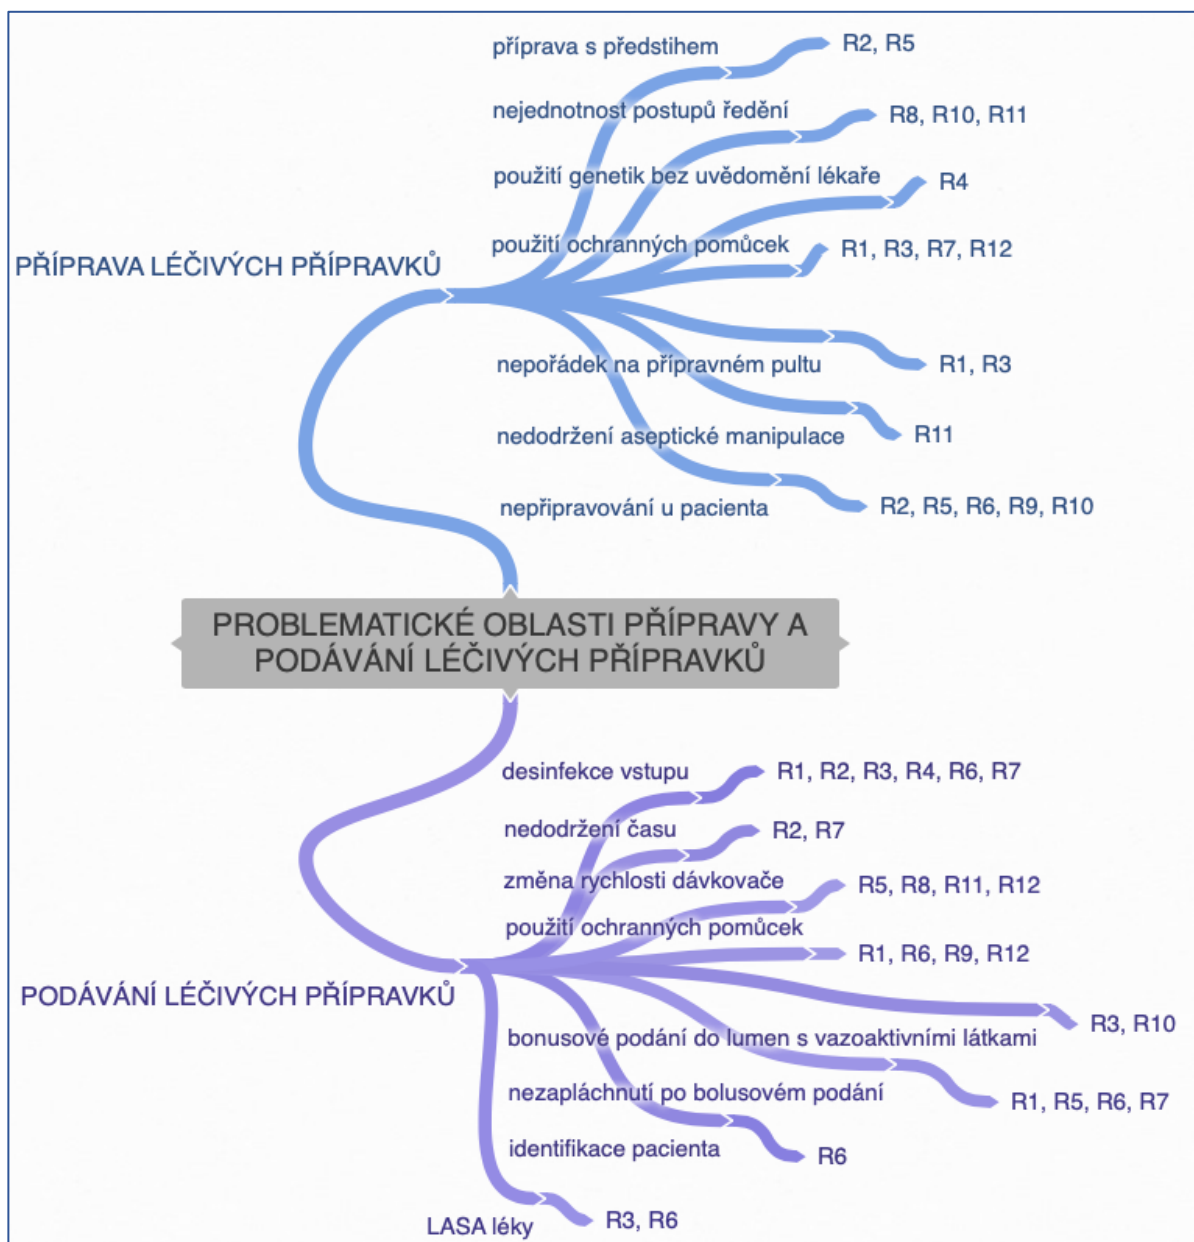 příprava s předstihem R2, R5
nejednotnost postupů ředění R8, R10, R11
použití genetik bez uvědomění lékaře R4
použití ochranných pomůcek R1, R3, R7, R12
PŘÍPRAVA LÉČIVÝCH PŘÍPRAVKŮ
nepořádek na přípravném pultu R1, R3
nedodržení aseptické manipulace R11
nepřipravování u pacienta R2, R5, R6, R9, R10
PROBLEMATICKÉ OBLASTI PŘÍPRAVY A
PODÁVÁNÍ LÉČIVÝCH PŘÍPRAVKŮ
desinfekce vstupu R1, R2, R3, R4, R6, R7
nedodržení času R2, R7
změna rychlosti dávkovače R5, R8, R11, R12
použití ochranných pomůcek R1, R6, R9, R12
PODÁVÁNÍ LÉČIVÝCH PŘÍPRAVKŮ
bonusové podání do lumen s vazoaktivními látkami R3, R10
nezapláchnutí po bolusovém podání R1, R5, R6, R7
identifikace pacienta R6
LASA léky R3, R6